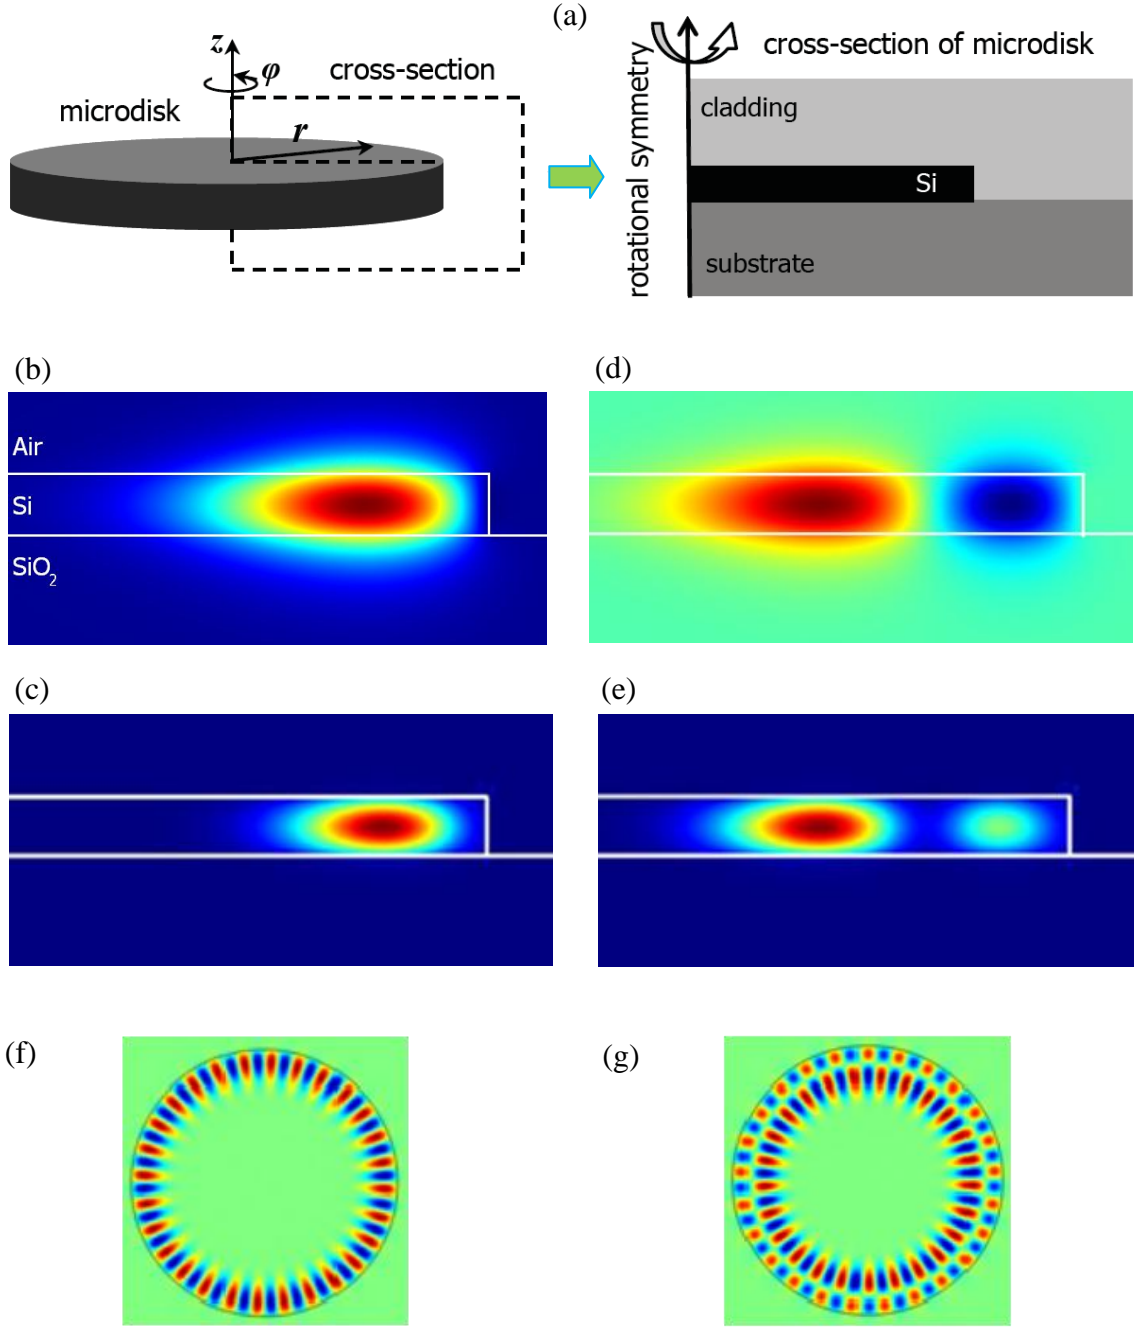 (a)
z
φ
cross-section
microdisk
r
rotational symmetry
cross-section of microdisk
cladding
Si
substrate
(b)
(d)
Air
Si
SiO₂
(c)
(e)
(f)
(g)